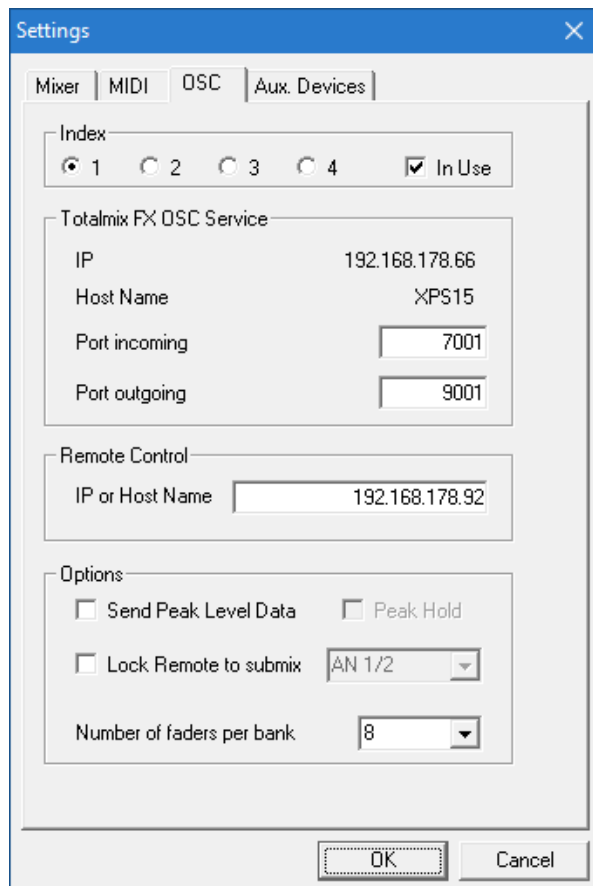 Settings
Mixer MIDI OSC Aux. Devices
Index
1 2 3 4 In Use
Totalmix FX OSC Service
IP 192.168.178.66
Host Name XPS15
Port incoming 7001
Port outgoing 9001
Remote Control
IP or Host Name 192.168.178.92
Options
Send Peak Level Data Peak Hold
Lock Remote to submix AN 1/2
Number of faders per bank 8
OK Cancel